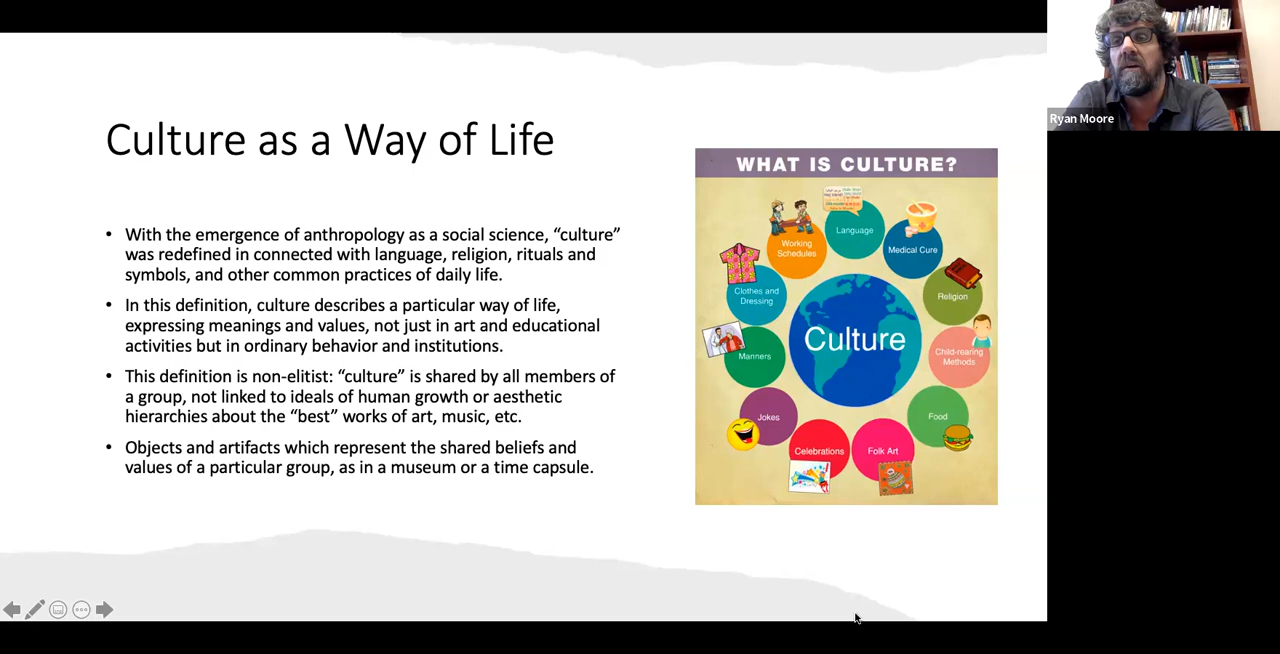 Culture as a Way of Life
• With the emergence of anthropology as a social science, “culture”
was redefined in connected with language, religion, rituals and
symbols, and other common practices of daily life.
• In this definition, culture describes a particular way of life,
expressing meanings and values, not just in art and educational
activities but in ordinary behavior and institutions.
• This definition is non-elitist: “culture” is shared by all members of
a group, not linked to ideals of human growth or aesthetic
hierarchies about the “best” works of art, music, etc.
• Objects and artifacts which represent the shared beliefs and
values of a particular group, as in a museum or a time capsule.
WHAT IS CULTURE?
Language
Medical Cure
Religion
Child-rearing
Methods
Food
Folk Art
Celebrations
Jokes
Manners
Clothes and
Dressing
Working
Schedules
Culture
Ryan Moore